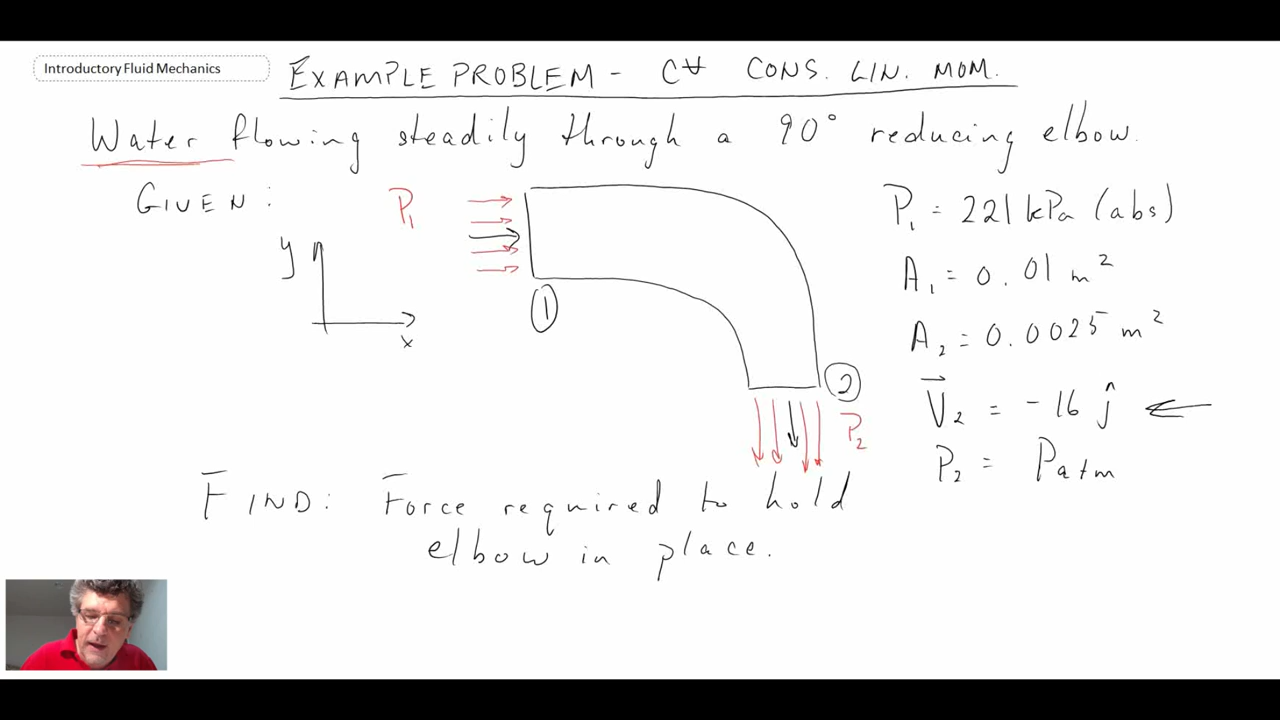 Introductory Fluid Mechanics
EXAMPLE PROBLEM - C∀ CONS. LIN. MOM.
Water flowing steadily through a 90° reducing elbow.
GIVEN:
P₁
y
x
①
②
P₂
P₁ = 221 kPa (abs)
A₁ = 0.01 m²
A₂ = 0.0025 m²
V⃗₂ = -16 ĵ
P₂ = Patm
FIND: Force required to hold
elbow in place.